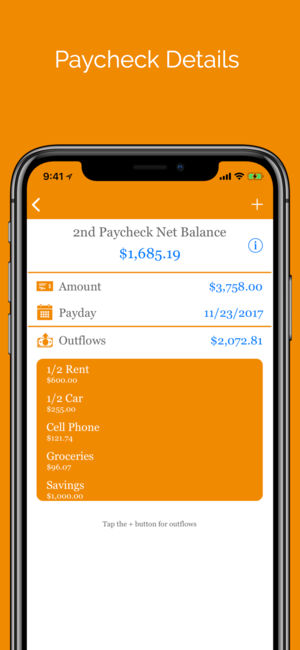 Paycheck Details
9:41
2nd Paycheck Net Balance
$1,685.19
Amount $3,758.00
Payday 11/23/2017
Outflows $2,072.81
1/2 Rent
$600.00
1/2 Car
$255.00
Cell Phone
$121.74
Groceries
$96.07
Savings
$1,000.00
Tap the + button for outflows